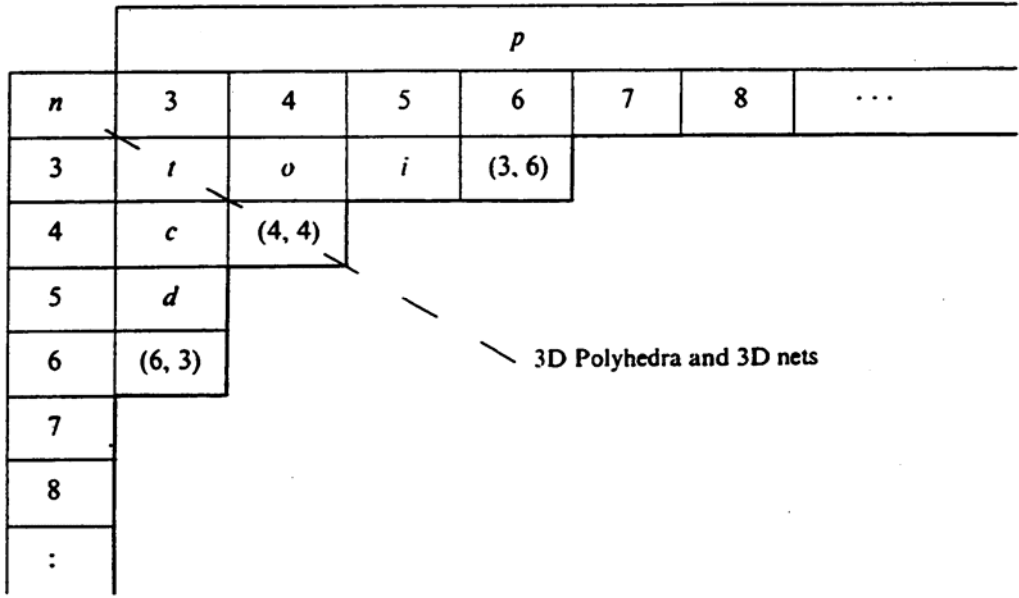 p
n 3 4 5 6 7 8 ...
3 t o i (3, 6)
4 c (4, 4)
5 d
3D Polyhedra and 3D nets
6 (6, 3)
7
8
: